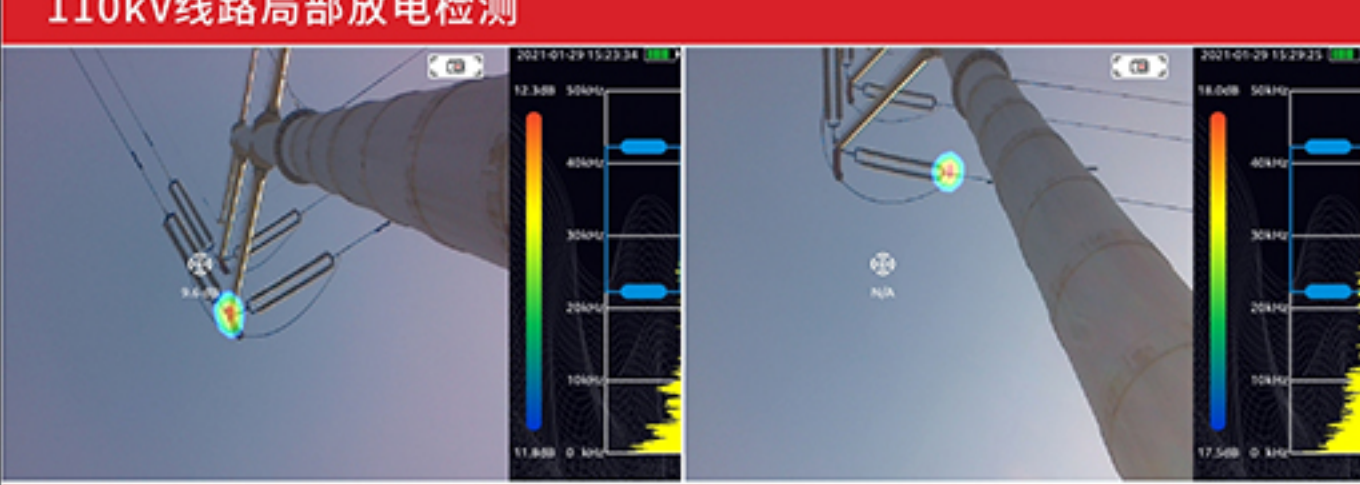 110kV线路局部放电检测
2021-01-29 15:23:34
12.3dB 50kHz
40kHz
30kHz
9.6dB
20kHz
10kHz
11.8dB 0 kHz
2021-01-29 15:29:25
18.0dB 50kHz
40kHz
30kHz
N/A
20kHz
10kHz
17.5dB 0 kHz